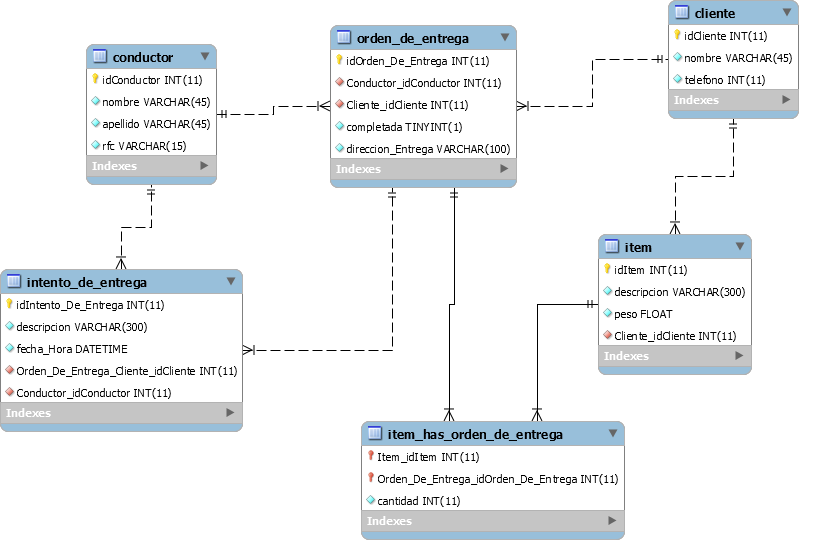 conductor
idConductor INT(11)
nombre VARCHAR(45)
apellido VARCHAR(45)
rfc VARCHAR(15)
Indexes
orden_de_entrega
idOrden_De_Entrega INT(11)
Conductor_idConductor INT(11)
Cliente_idCliente INT(11)
completada TINYINT(1)
direccion_Entrega VARCHAR(100)
Indexes
cliente
idCliente INT(11)
nombre VARCHAR(45)
telefono INT(11)
Indexes
intento_de_entrega
idIntento_De_Entrega INT(11)
descripcion VARCHAR(300)
fecha_Hora DATETIME
Orden_De_Entrega_Cliente_idCliente INT(11)
Conductor_idConductor INT(11)
Indexes
item
idItem INT(11)
descripcion VARCHAR(300)
peso FLOAT
Cliente_idCliente INT(11)
Indexes
item_has_orden_de_entrega
Item_idItem INT(11)
Orden_De_Entrega_idOrden_De_Entrega INT(11)
cantidad INT(11)
Indexes